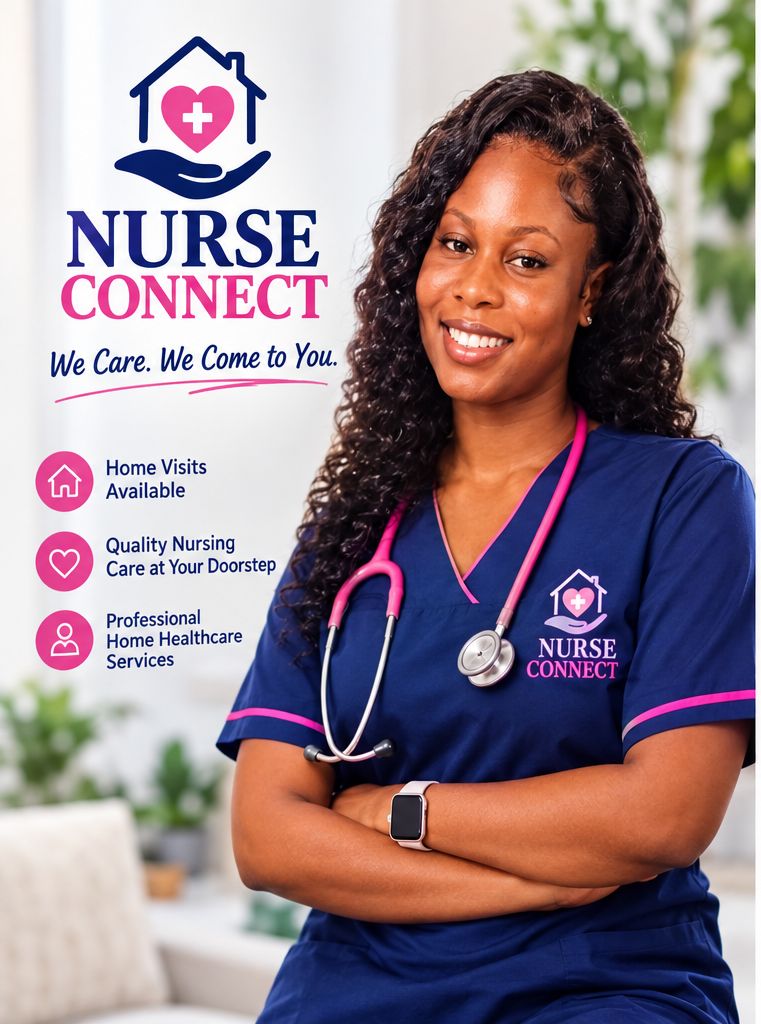 NURSE
CONNECT
We Care. We Come to You.
Home Visits
Available
Quality Nursing
Care at Your Doorstep
Professional
Home Healthcare
Services
NURSE
CONNECT